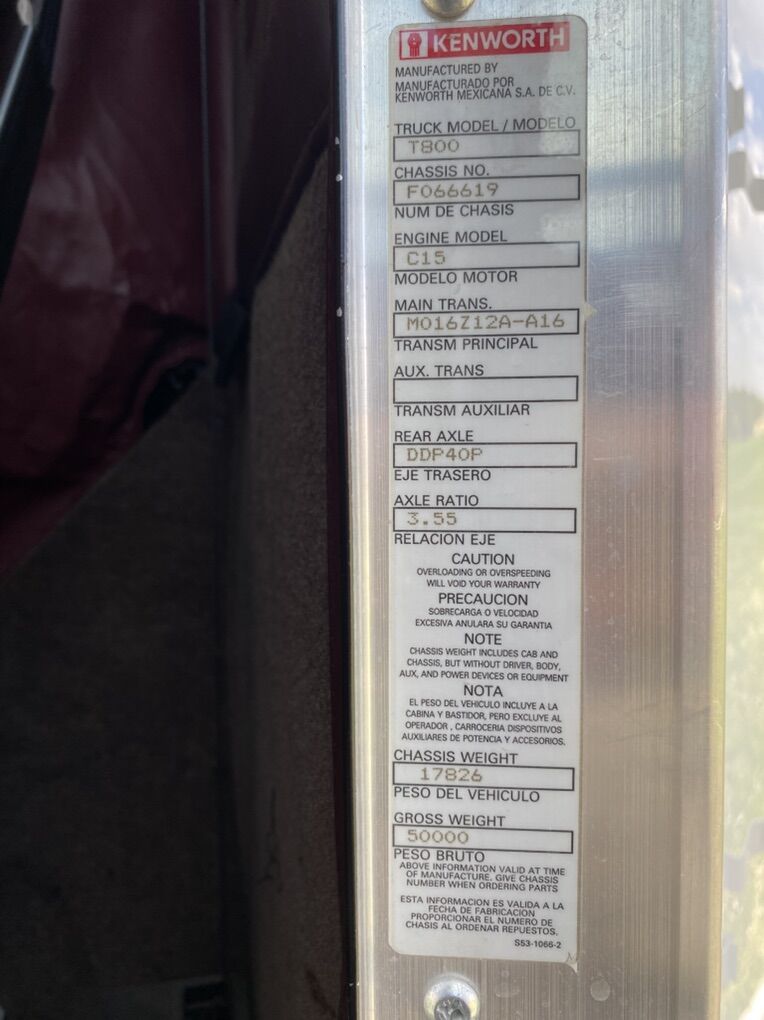 KENWORTH
MANUFACTURED BY
MANUFACTURADO POR
KENWORTH MEXICANA S.A. DE C.V.
TRUCK MODEL / MODELO
T800
CHASSIS NO.
F066619
NUM DE CHASIS
ENGINE MODEL
C15
MODELO MOTOR
MAIN TRANS.
MO16Z12A-A16
TRANSM PRINCIPAL
AUX. TRANS
TRANSM AUXILIAR
REAR AXLE
DDP40P
EJE TRASERO
AXLE RATIO
3.55
RELACION EJE
CAUTION
OVERLOADING OR OVERSPEEDING
WILL VOID YOUR WARRANTY
PRECAUCION
SOBRECARGA O VELOCIDAD
EXCESIVA ANULARA SU GARANTIA
NOTE
CHASSIS WEIGHT INCLUDES CAB AND
CHASSIS, BUT WITHOUT DRIVER, BODY,
AUX, AND POWER DEVICES OR EQUIPMENT
NOTA
EL PESO DEL VEHICULO INCLUYE A LA
CABINA Y BASTIDOR, PERO EXCLUYE AL
OPERADOR , CARROCERIA DISPOSITIVOS
AUXILIARES DE POTENCIA Y ACCESORIOS.
CHASSIS WEIGHT
17826
PESO DEL VEHICULO
GROSS WEIGHT
50000
PESO BRUTO
ABOVE INFORMATION VALID AT TIME
OF MANUFACTURE. GIVE CHASSIS
NUMBER WHEN ORDERING PARTS
ESTA INFORMACION ES VALIDA A LA
FECHA DE FABRICACION
PROPORCIONAR EL NUMERO DE
CHASIS AL ORDENAR REPUESTOS.
S53-1066-2